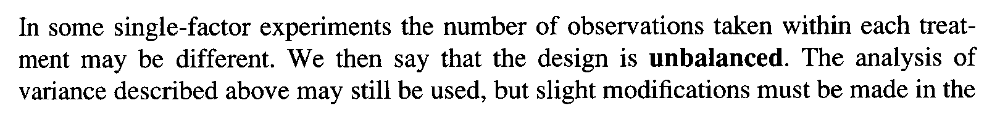 In some single-factor experiments the number of observations taken within each treat-
ment may be different. We then say that the design is unbalanced. The analysis of
variance described above may still be used, but slight modifications must be made in the